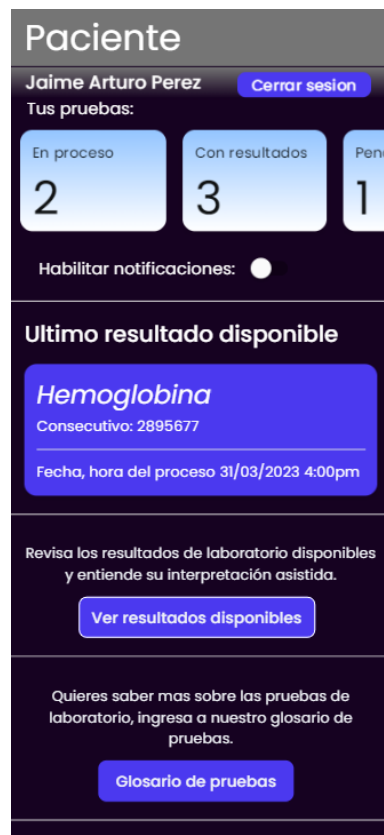 Paciente
Jaime Arturo Perez
Cerrar sesion
Tus pruebas:
En proceso
2
Con resultados
3
1
Habilitar notificaciones:
Ultimo resultado disponible
Hemoglobina
Consecutivo: 2895677
Fecha, hora del proceso 31/03/2023 4:00pm
Revisa los resultados de laboratorio disponibles
y entiende su interpretación asistida.
Ver resultados disponibles
Quieres saber mas sobre las pruebas de
laboratorio, ingresa a nuestro glosario de
pruebas.
Glosario de pruebas